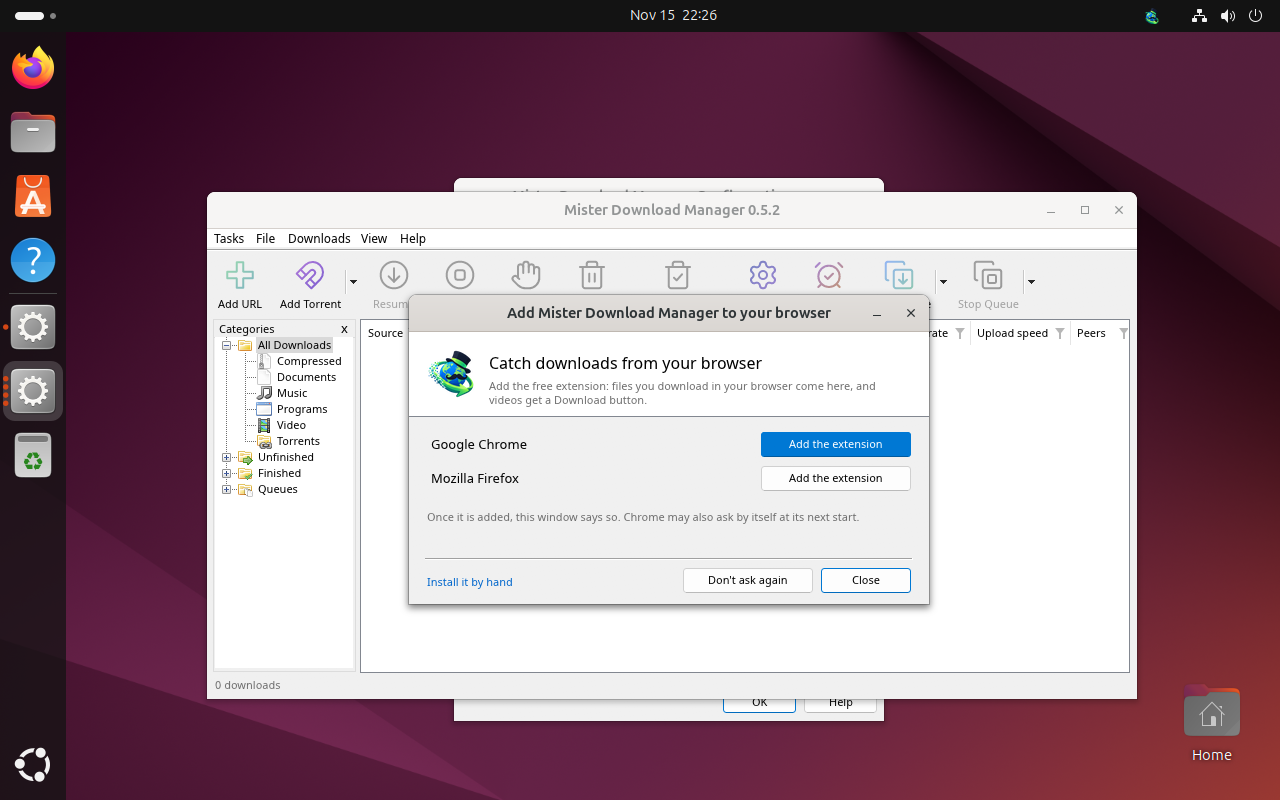 Nov 15 22:26
Mister Download Manager 0.5.2
Tasks File Downloads View Help
Add URL
Add Torrent
Stop Queue
Categories x
All Downloads
Compressed
Documents
Music
Programs
Video
Torrents
Unfinished
Finished
Queues
Source
Upload speed
Peers
Add Mister Download Manager to your browser
Catch downloads from your browser
Add the free extension: files you download in your browser come here, and
videos get a Download button.
Google Chrome
Add the extension
Mozilla Firefox
Add the extension
Once it is added, this window says so. Chrome may also ask by itself at its next start.
Install it by hand
Don't ask again
Close
0 downloads
OK
Help
Home